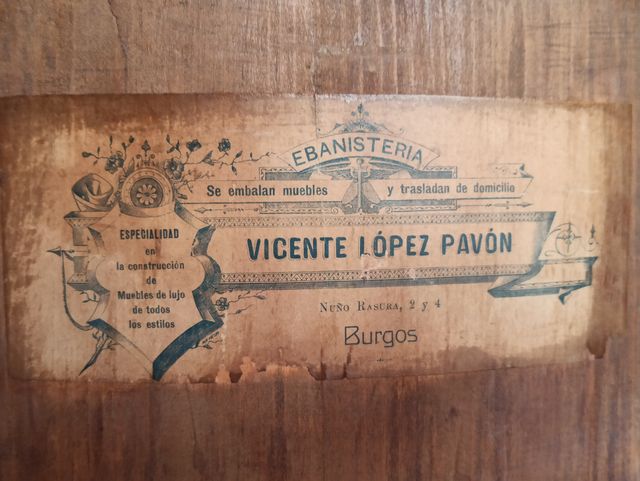 EBANISTERIA
Se embalan muebles y trasladan de domicilio
ESPECIALIDAD
en
la construcción
de
Muebles de lujo
de todos
los estilos
VICENTE LÓPEZ PAVÓN
Nuño Rasura, 2 y 4
Burgos